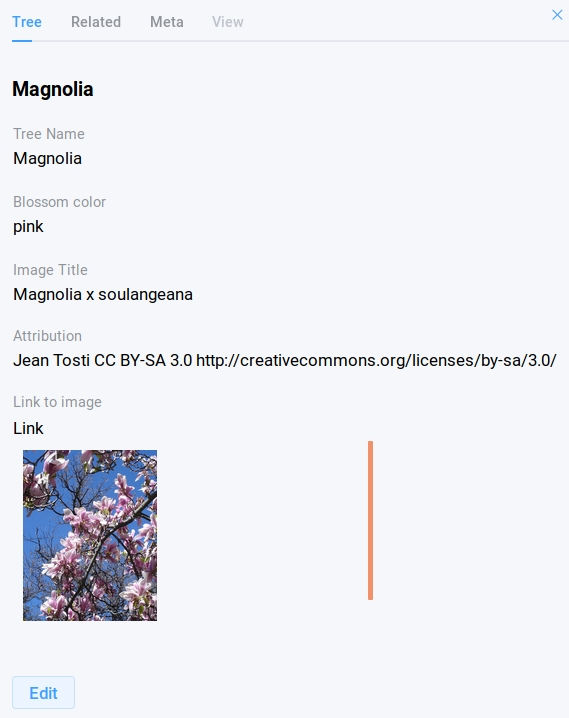 Tree Related Meta View
Magnolia
Tree Name
Magnolia
Blossom color
pink
Image Title
Magnolia x soulangeana
Attribution
Jean Tosti CC BY-SA 3.0 http://creativecommons.org/licenses/by-sa/3.0/
Link to image
Link
Edit